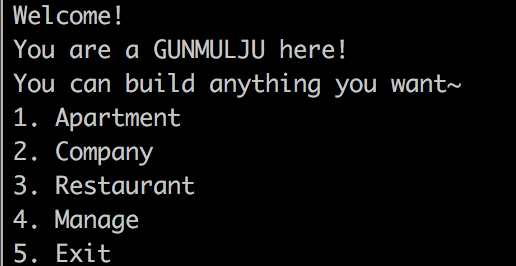 Welcome!
You are a GUNMULJU here!
You can build anything you want~
1. Apartment
2. Company
3. Restaurant
4. Manage
5. Exit